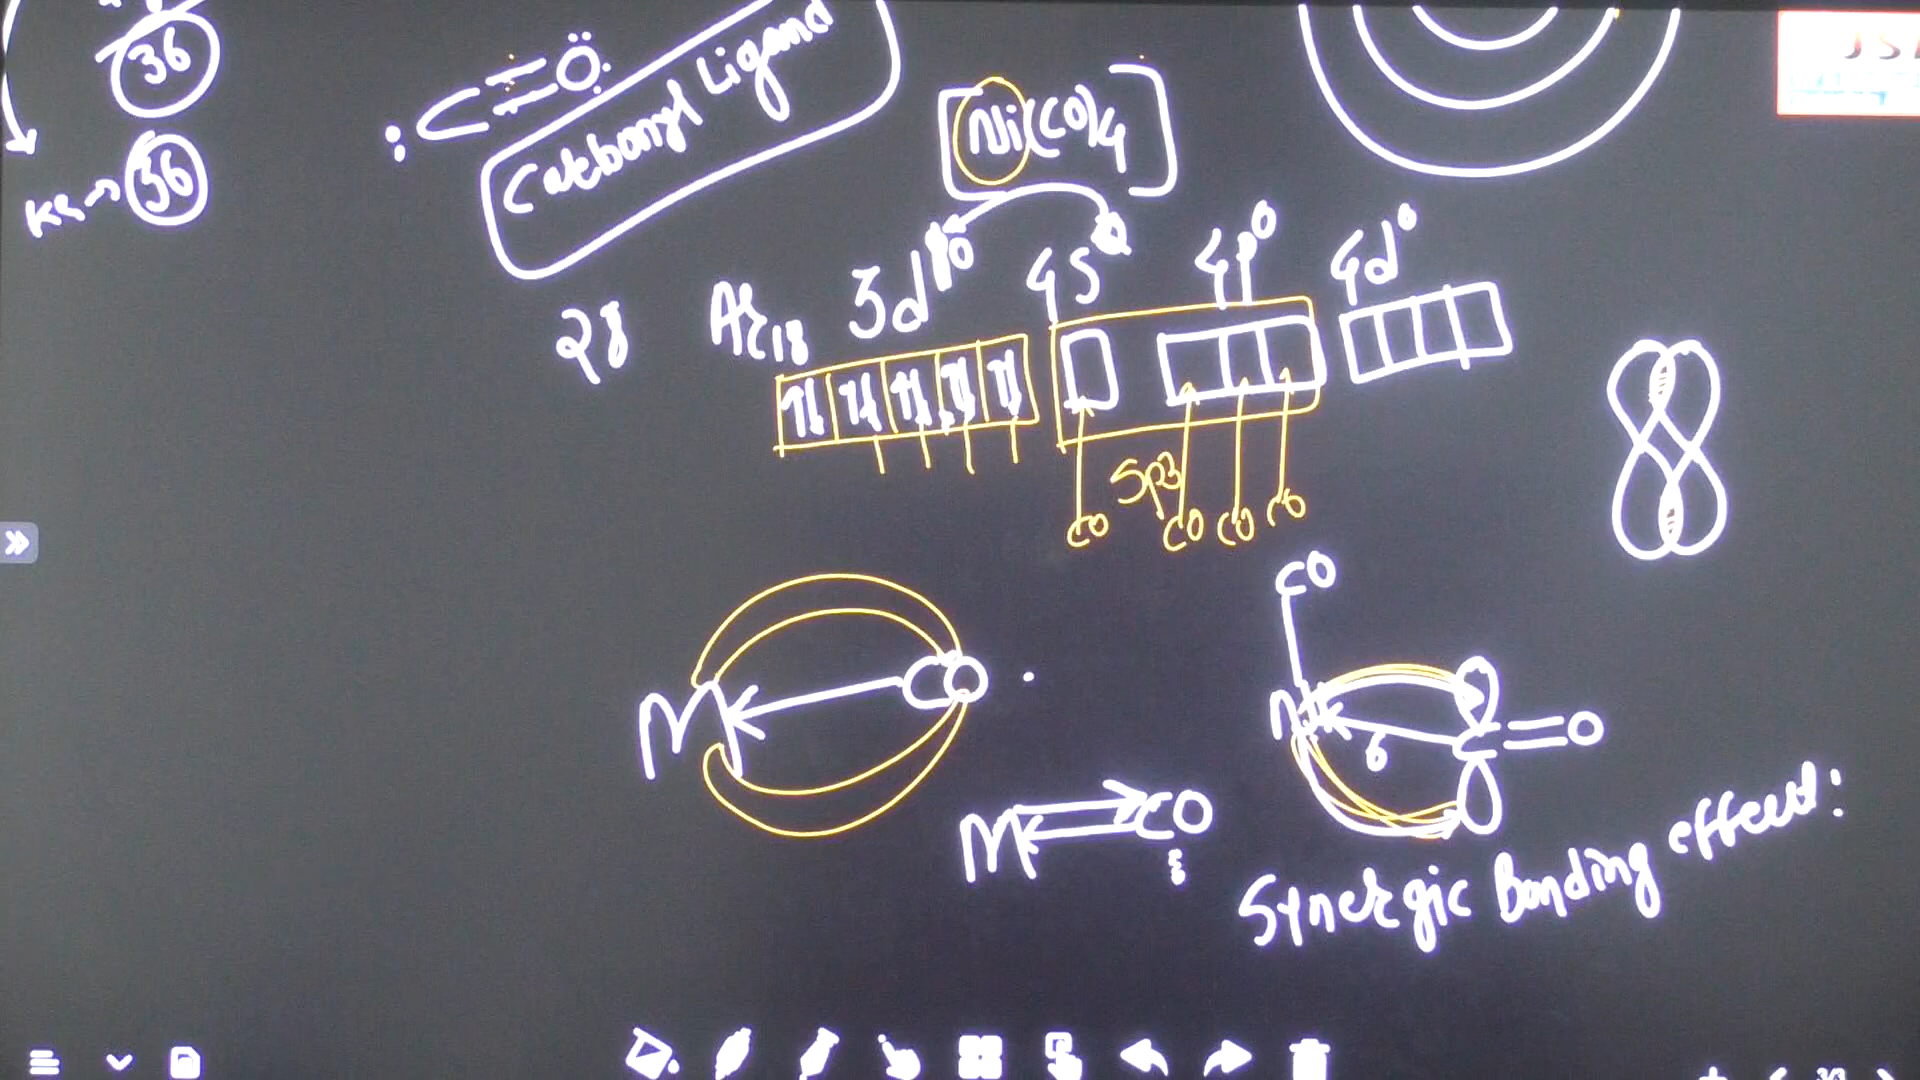 36
Kr → 36
:C≡Ö:
Carbonyl Ligand
[Ni(CO)4]
28 Ar18 3d10 4s 4p0 4d0
sp3
CO CO CO CO
M CO
M CO
CO
Ni C=O
Synergic Bonding effect: